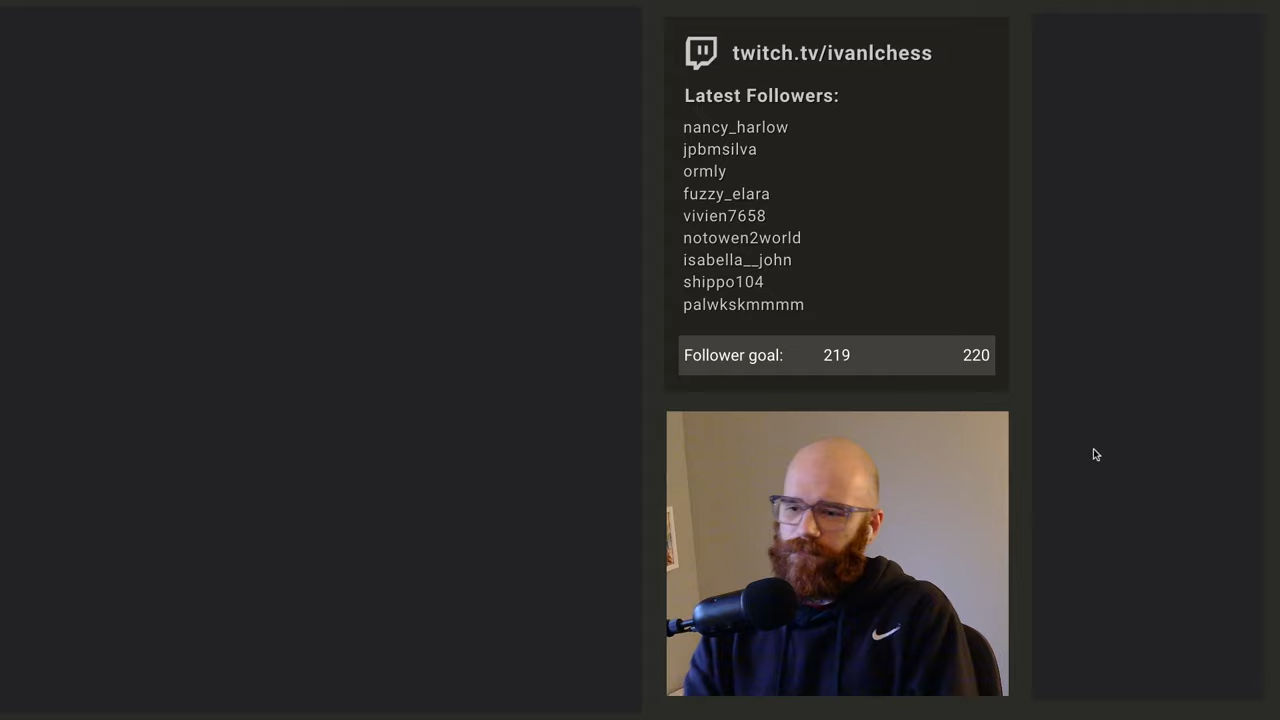 twitch.tv/ivanlchess
Latest Followers:
nancy_harlow
jpbmsilva
ormly
fuzzy_elara
vivien7658
notowen2world
isabella__john
shippo104
palwkskmmmm
Follower goal: 219 220